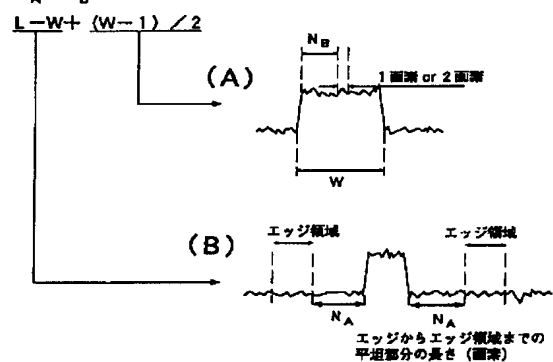 L－W＋（W－1）／2
(A)
N_B
1画素 or 2画素
W
(B)
エッジ領域
エッジ領域
N_A
N_A
エッジからエッジ領域までの
平坦部分の長さ（画素）